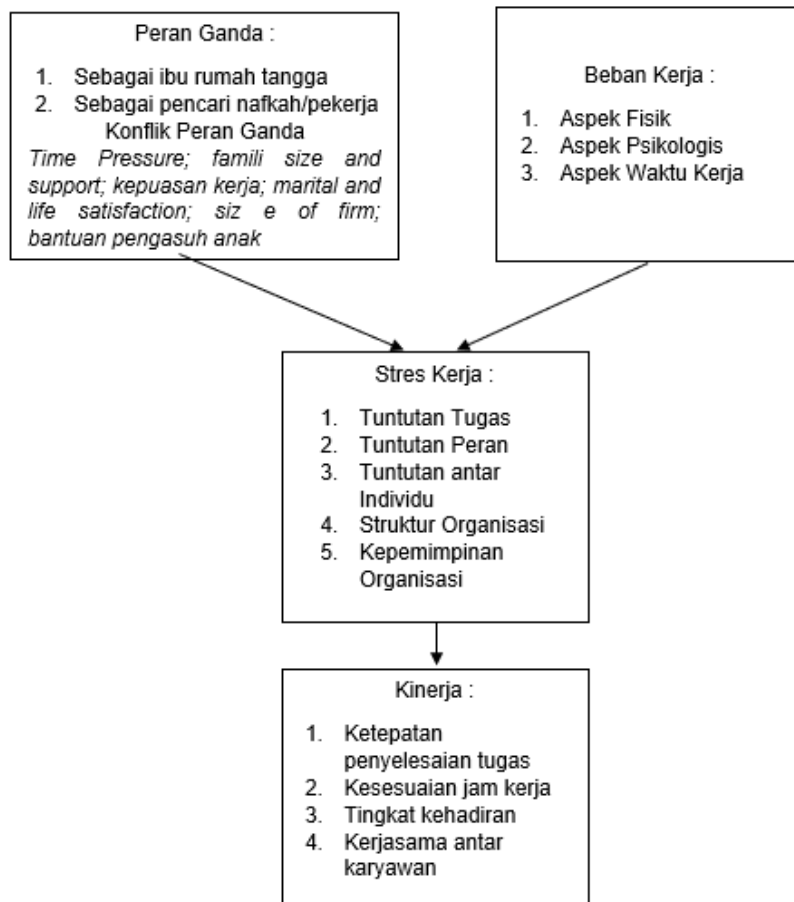 Peran Ganda :
1. Sebagai ibu rumah tangga
2. Sebagai pencari nafkah/pekerja
Konflik Peran Ganda
Time Pressure; famili size and
support; kepuasan kerja; marital and
life satisfaction; siz e of firm;
bantuan pengasuh anak
Beban Kerja :
1. Aspek Fisik
2. Aspek Psikologis
3. Aspek Waktu Kerja
Stres Kerja :
1. Tuntutan Tugas
2. Tuntutan Peran
3. Tuntutan antar
Individu
4. Struktur Organisasi
5. Kepemimpinan
Organisasi
Kinerja :
1. Ketepatan
penyelesaian tugas
2. Kesesuaian jam kerja
3. Tingkat kehadiran
4. Kerjasama antar
karyawan